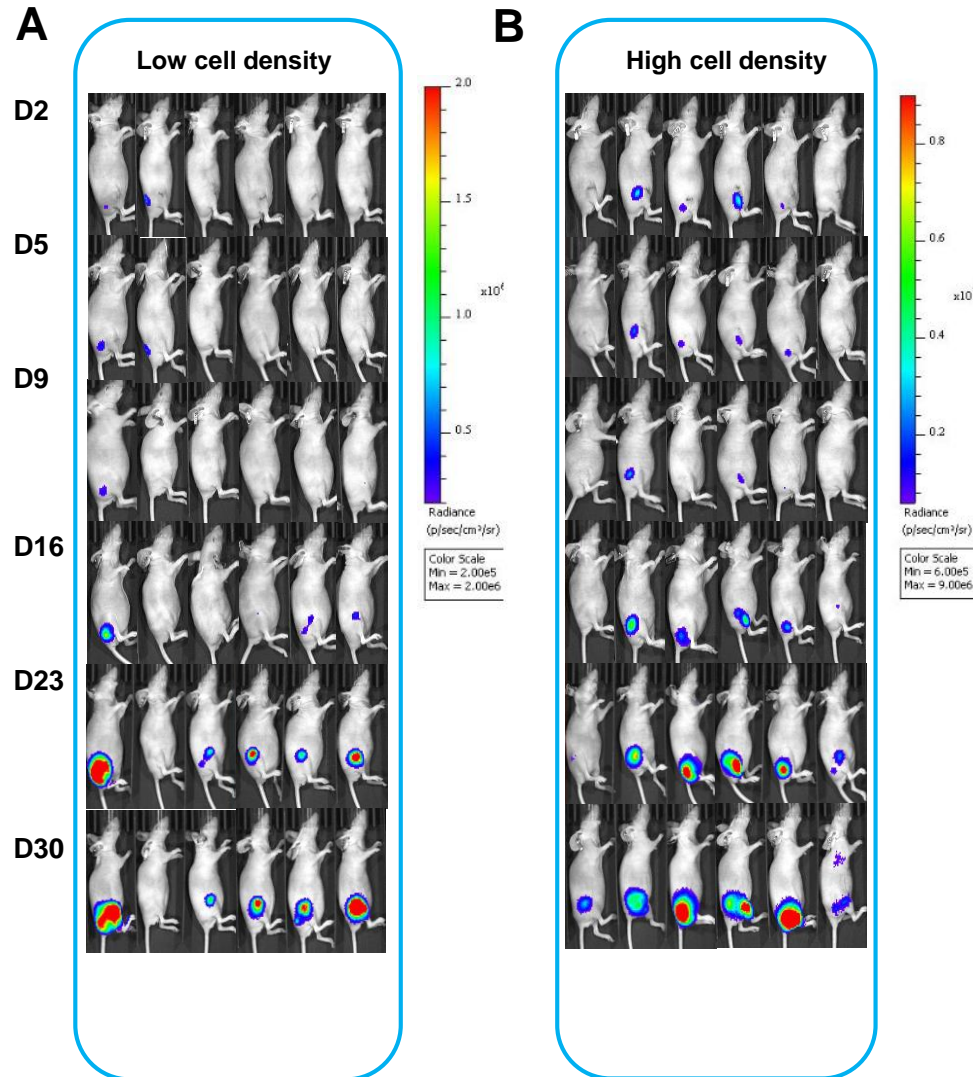 A
Low cell density
D2
D5
D9
D16
D23
D30
2.0
1.5
x10⁶
1.0
0.5
Radiance
(p/sec/cm²/sr)
Color Scale
Min = 2.00e5
Max = 2.00e6
B
High cell density
0.8
0.6
x10
0.4
0.2
Radiance
(p/sec/cm²/sr)
Color Scale
Min = 6.00e5
Max = 9.00e6